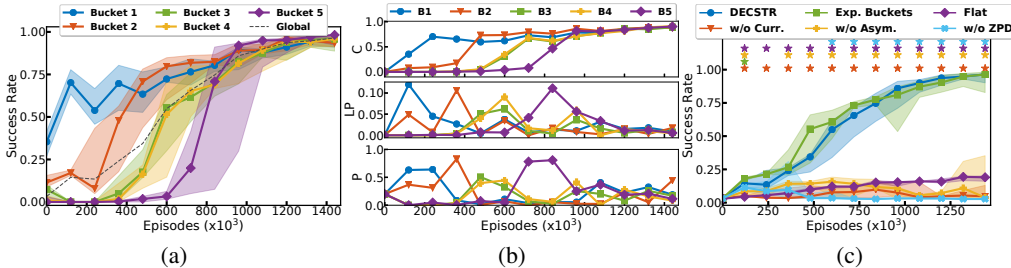 Bucket 1 Bucket 3 Bucket 5
Bucket 2 Bucket 4 Global
Success Rate
1.00
0.75
0.50
0.25
0.00
0 200 400 600 800 1000 1200 1400
Episodes (x10³)
(a)
B1 B2 B3 B4 B5
C
1.0
0.5
0.0
LP
0.10
0.05
0.00
P
0.5
0.0
0 200 400 600 800 1000 1200 1400
Episodes (x10³)
(b)
DECSTR Exp. Buckets Flat
w/o Curr. w/o Asym. w/o ZPD
Success Rate
1.00
0.75
0.50
0.25
0.00
0 250 500 750 1000 1250
Episodes (x10³)
(c)